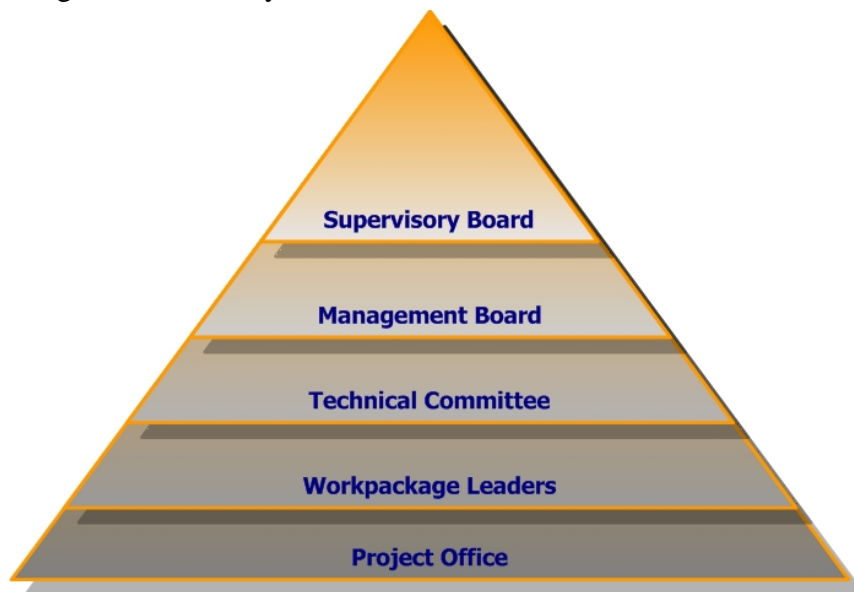 Supervisory Board
Management Board
Technical Committee
Workpackage Leaders
Project Office